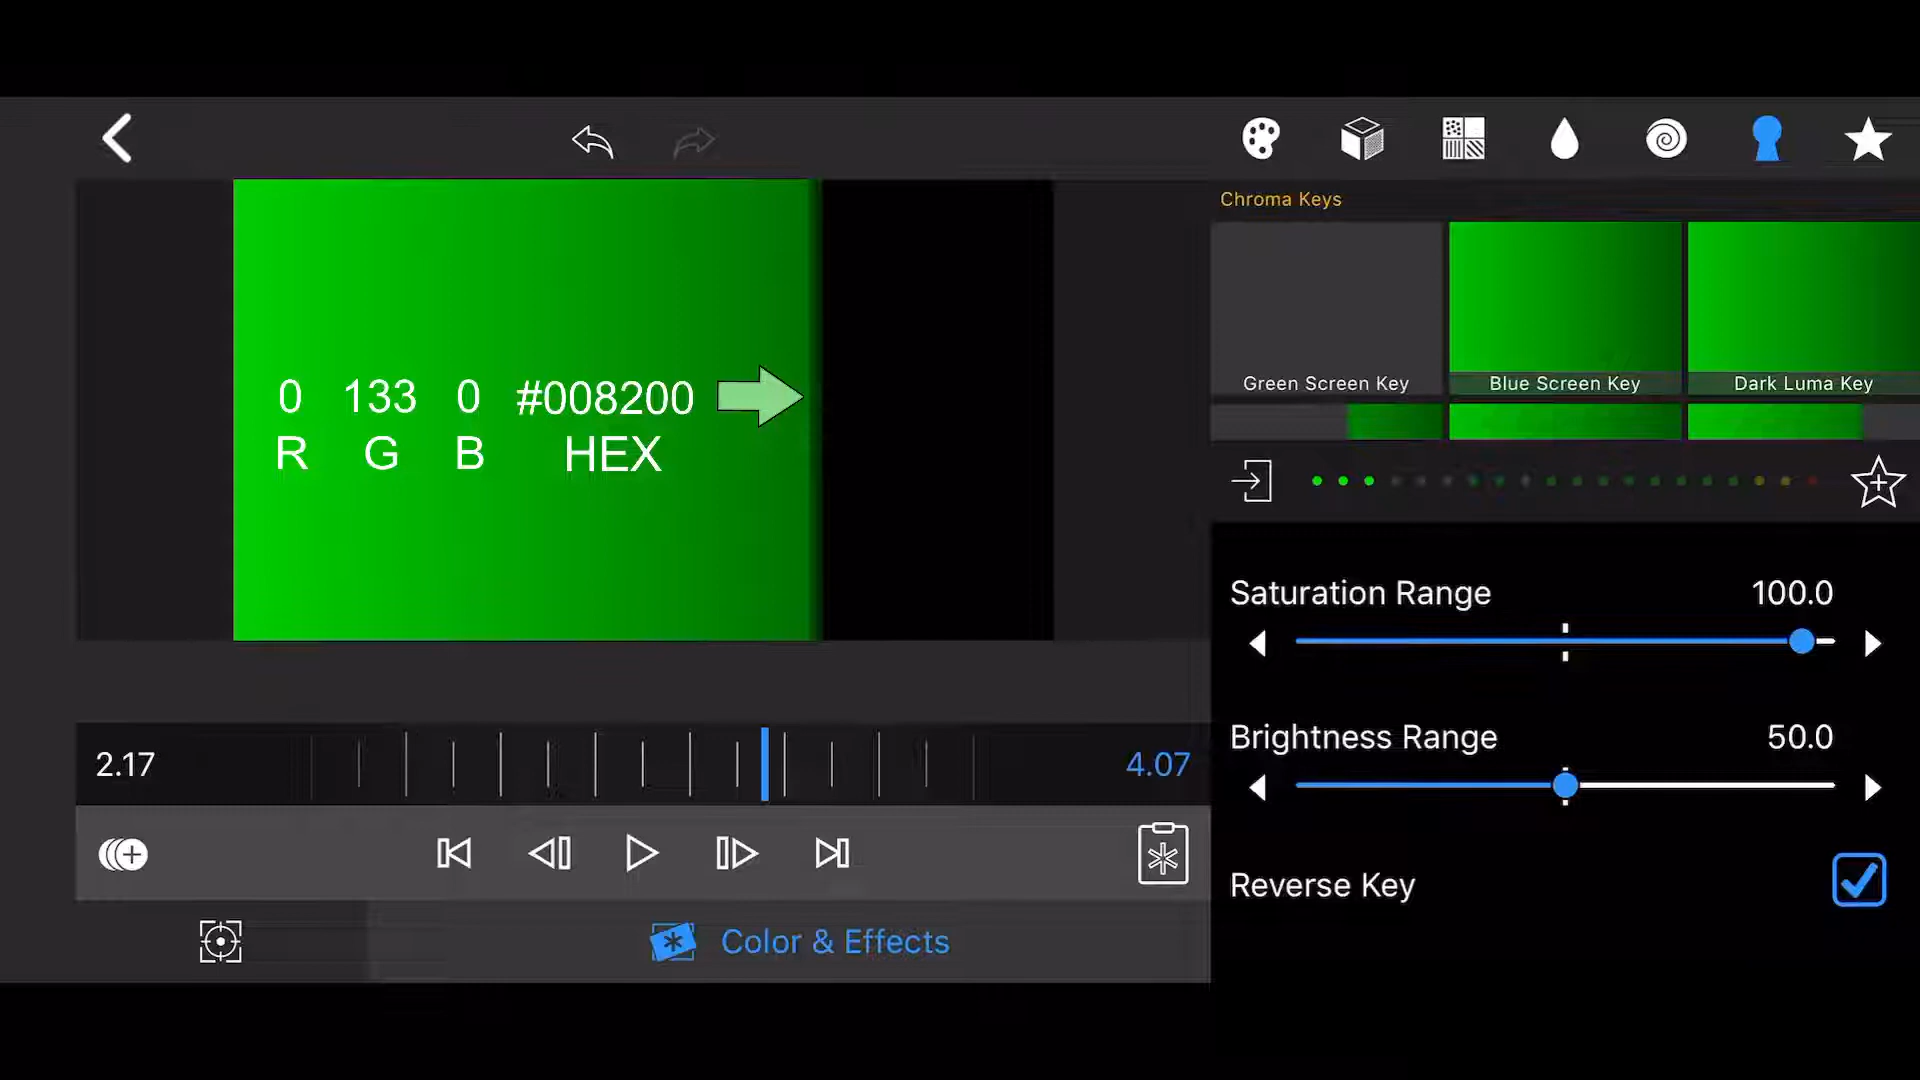 Chroma Keys
Green Screen Key
Blue Screen Key
Dark Luma Key
0 133 0 #008200
R G B HEX
Saturation Range 100.0
Brightness Range 50.0
Reverse Key
2.17
4.07
Color & Effects